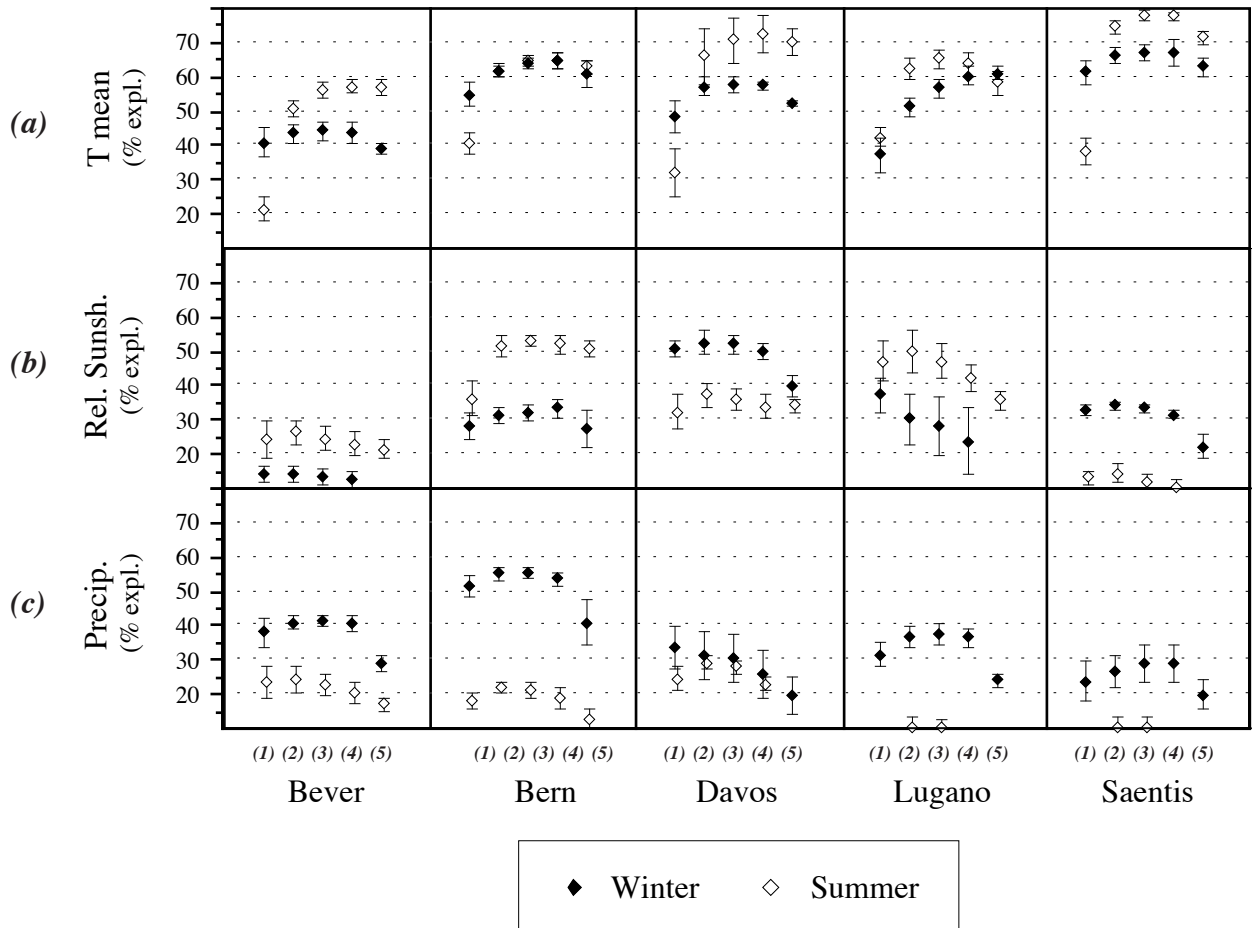 (a)
T mean
(% expl.)
70
60
50
40
30
20
(b)
Rel. Sunsh.
(% expl.)
70
60
50
40
30
20
(c)
Precip.
(% expl.)
70
60
50
40
30
20
(1) (2) (3) (4) (5) (1) (2) (3) (4) (5) (1) (2) (3) (4) (5) (1) (2) (3) (4) (5) (1) (2) (3) (4) (5)
Bever Bern Davos Lugano Saentis
Winter Summer